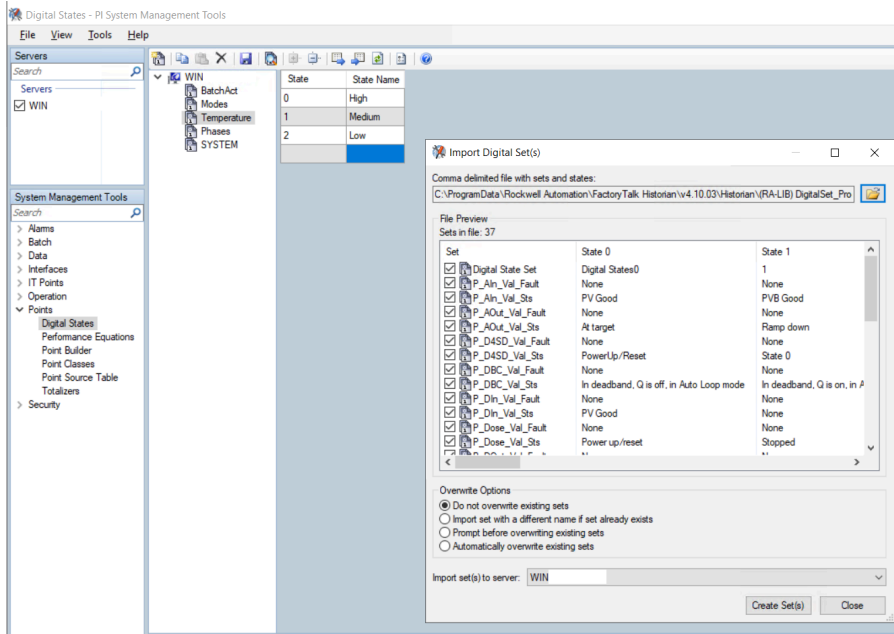 Digital States - PI System Management Tools
File View Tools Help
Servers
Search
Servers
WIN
System Management Tools
Search
Alarms
Batch
Data
Interfaces
IT Points
Operation
Points
Digital States
Performance Equations
Point Builder
Point Classes
Point Source Table
Totalizers
Security
WIN
BatchAct
Modes
Temperature
Phases
SYSTEM
State State Name
0 High
1 Medium
2 Low
Import Digital Set(s)
Comma delimited file with sets and states:
C:\ProgramData\Rockwell Automation\FactoryTalk Historian\v4.10.03\Historian\(RA-LIB) DigitalSet_Pro
File Preview
Sets in file: 37
Set State 0 State 1
Digital State Set Digital States0 1
P_AIn_Val_Fault None None
P_AIn_Val_Sts PV Good PVB Good
P_AOut_Val_Fault None None
P_AOut_Val_Sts At target Ramp down
P_D4SD_Val_Fault None None
P_D4SD_Val_Sts PowerUp/Reset State 0
P_DBC_Val_Fault None None
P_DBC_Val_Sts In deadband, Q is off, in Auto Loop mode In deadband, Q is on, in A
P_DIn_Val_Fault None None
P_DIn_Val_Sts PV Good None
P_Dose_Val_Fault None None
P_Dose_Val_Sts Power up/reset Stopped
Overwrite Options
Do not overwrite existing sets
Import set with a different name if set already exists
Prompt before overwriting existing sets
Automatically overwrite existing sets
Import set(s) to server: WIN
Create Set(s) Close